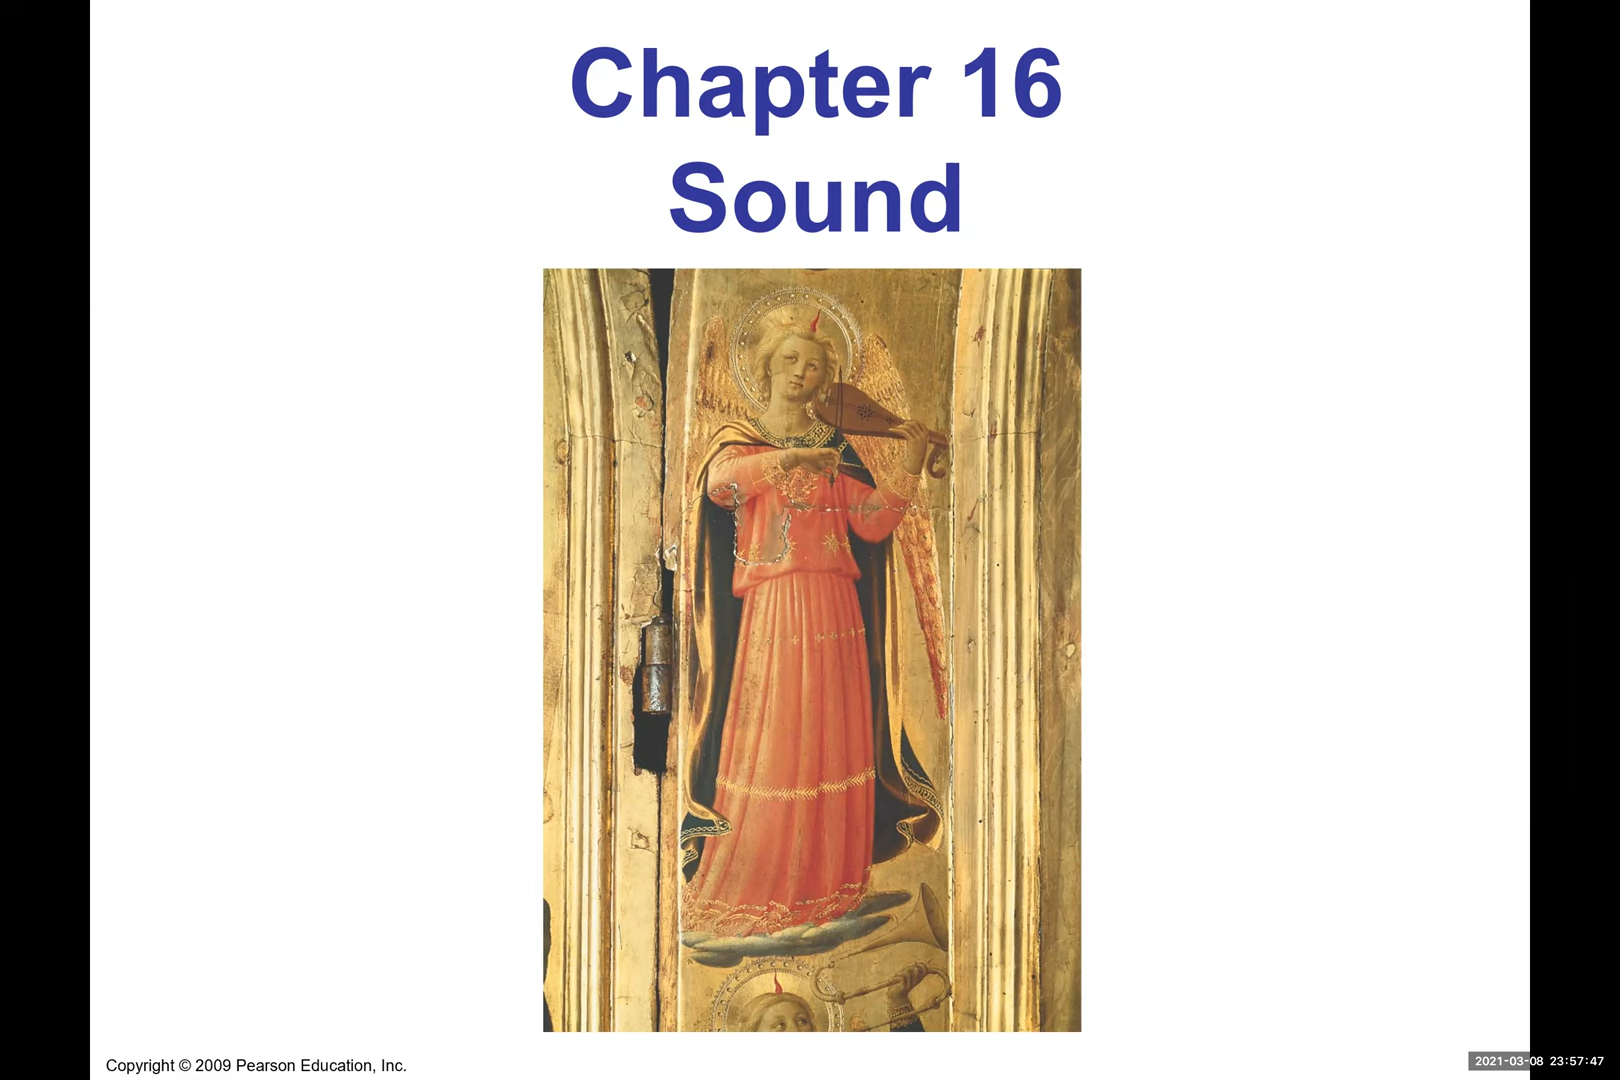 Chapter 16
Sound
Copyright © 2009 Pearson Education, Inc.
2021-03-08 23:57:47